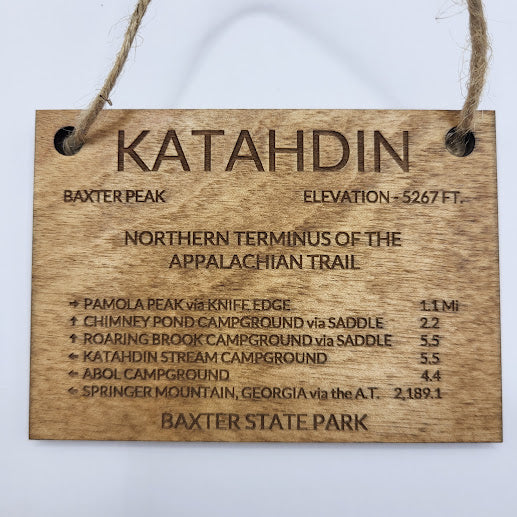 KATAHDIN
BAXTER PEAK ELEVATION - 5267 FT.
NORTHERN TERMINUS OF THE
APPALACHIAN TRAIL
→ PAMOLA PEAK via KNIFE EDGE 1.1 Mi
↑ CHIMNEY POND CAMPGROUND via SADDLE 2.2
↑ ROARING BROOK CAMPGROUND via SADDLE 5.5
← KATAHDIN STREAM CAMPGROUND 5.5
← ABOL CAMPGROUND 4.4
← SPRINGER MOUNTAIN, GEORGIA via the A.T. 2,189.1
BAXTER STATE PARK